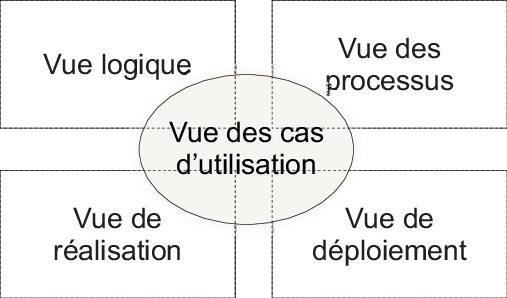 Vue logique
Vue des
processus
Vue des cas
d'utilisation
Vue de
réalisation
Vue de
déploiement